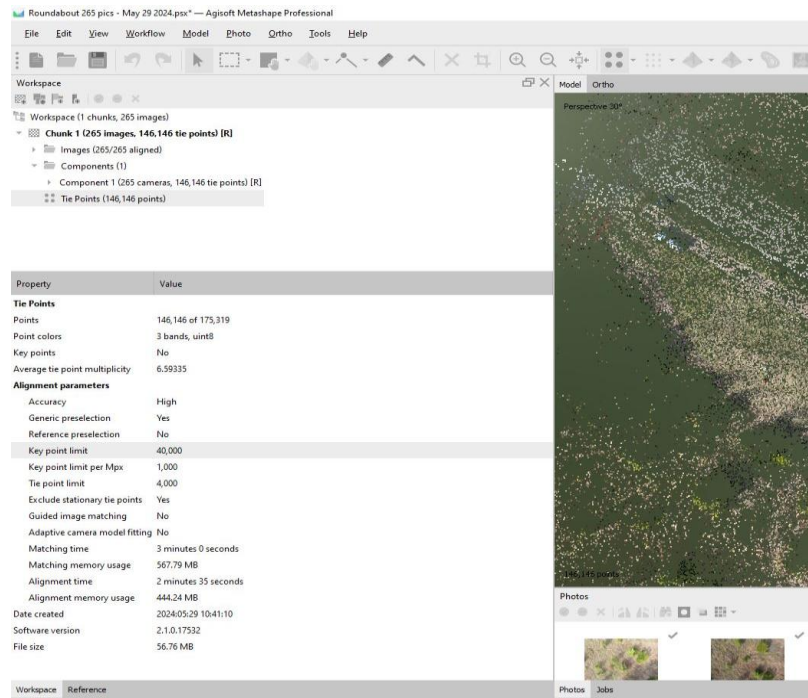 Roundabout 265 pics - May 29 2024.psx* — Agisoft Metashape Professional
File Edit View Workflow Model Photo Ortho Tools Help
Workspace
Model Ortho
Perspective 30°
Workspace (1 chunks, 265 images)
Chunk 1 (265 images, 146,146 tie points) [R]
Images (265/265 aligned)
Components (1)
Component 1 (265 cameras, 146,146 tie points) [R]
Tie Points (146,146 points)
Property Value
Tie Points
Points 146,146 of 175,319
Point colors 3 bands, uint8
Key points No
Average tie point multiplicity 6.59335
Alignment parameters
Accuracy High
Generic preselection Yes
Reference preselection No
Key point limit 40,000
Key point limit per Mpx 1,000
Tie point limit 4,000
Exclude stationary tie points Yes
Guided image matching No
Adaptive camera model fitting No
Matching time 3 minutes 0 seconds
Matching memory usage 567.79 MB
Alignment time 2 minutes 35 seconds
Alignment memory usage 444.24 MB
Date created 2024:05:29 10:41:10
Software version 2.1.0.17532
File size 56.76 MB
146,146 points
Photos
Workspace Reference
Photos Jobs